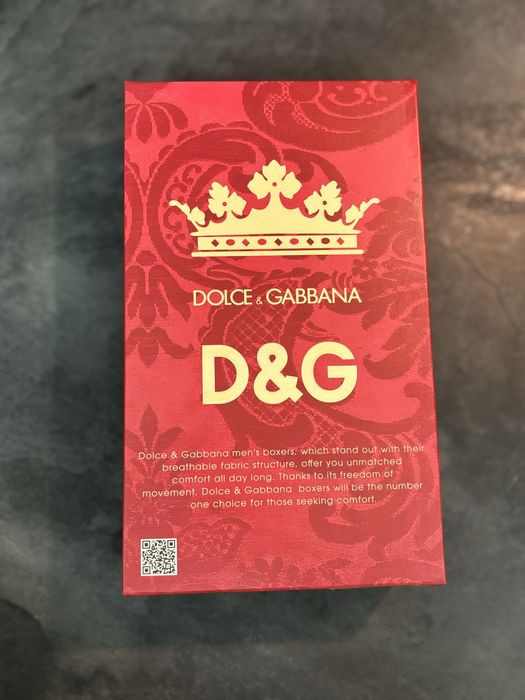 DOLCE & GABBANA
D&G
Dolce & Gabbana men's boxers, which stand out with their
breathable fabric structure, offer you unmatched
comfort all day long. Thanks to its freedom of
movement, Dolce & Gabbana boxers will be the number
one choice for those seeking comfort.